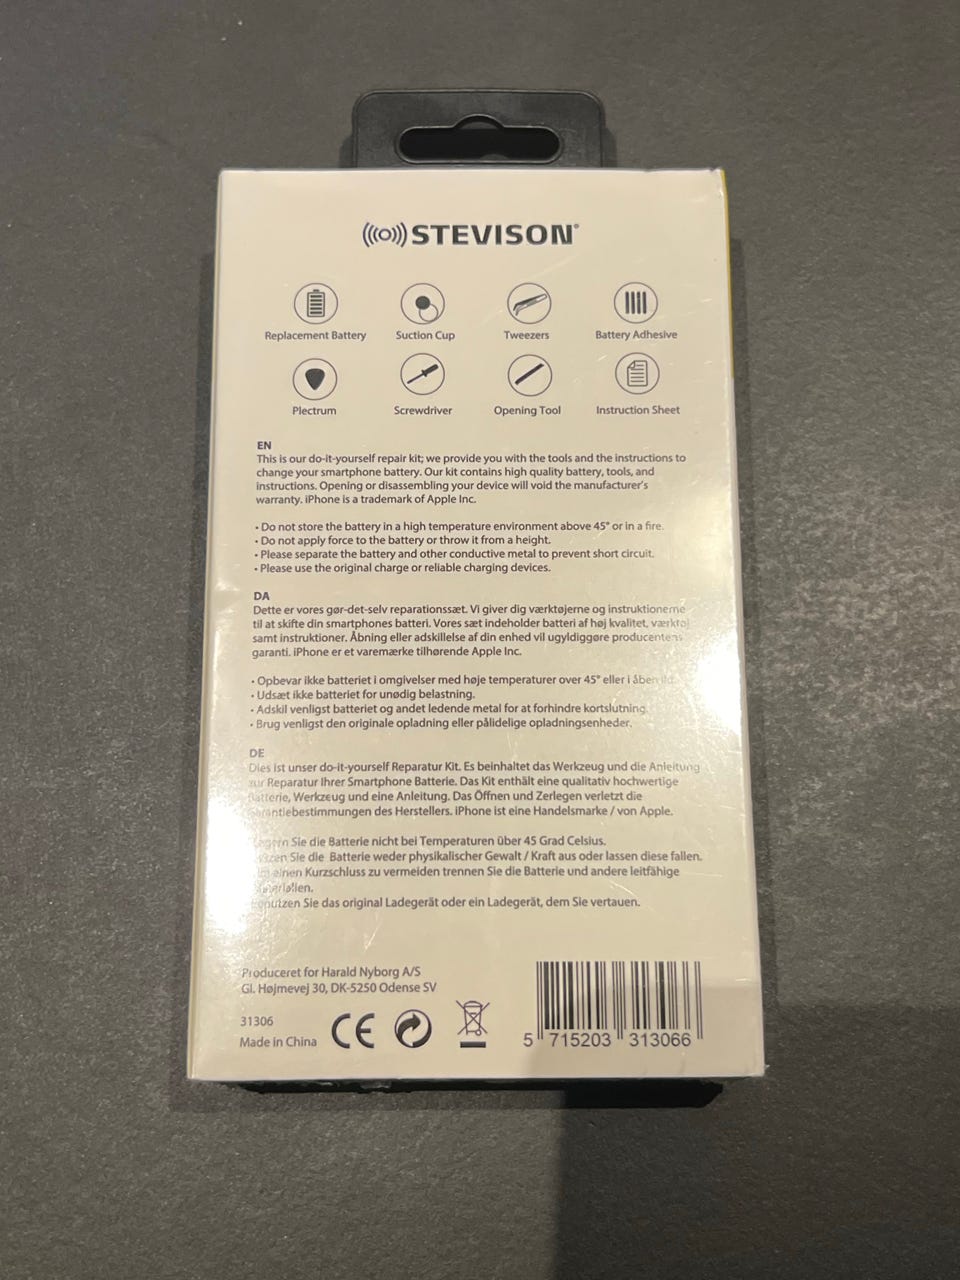 STEVISON
Replacement Battery Suction Cup Tweezers Battery Adhesive
Plectrum Screwdriver Opening Tool Instruction Sheet
EN
This is our do-it-yourself repair kit; we provide you with the tools and the instructions to
change your smartphone battery. Our kit contains high quality battery, tools, and
instructions. Opening or disassembling your device will void the manufacturer's
warranty. iPhone is a trademark of Apple Inc.
• Do not store the battery in a high temperature environment above 45° or in a fire.
• Do not apply force to the battery or throw it from a height.
• Please separate the battery and other conductive metal to prevent short circuit.
• Please use the original charge or reliable charging devices.
DA
Dette er vores gør-det-selv reparationssæt. Vi giver dig værktøjerne og instruktionerne
til at skifte din smartphones batteri. Vores sæt indeholder batteri af høj kvalitet, værktøj
samt instruktioner. Åbning eller adskillelse af din enhed vil ugyldiggøre producentens
garanti. iPhone er et varemærke tilhørende Apple Inc.
• Opbevar ikke batteriet i omgivelser med høje temperaturer over 45° eller i åben ild.
• Udsæt ikke batteriet for unødig belastning.
• Adskil venligst batteriet og andet ledende metal for at forhindre kortslutning.
• Brug venligst den originale opladning eller pålidelige opladningsenheder.
DE
Dies ist unser do-it-yourself Reparatur Kit. Es beinhaltet das Werkzeug und die Anleitung
zur Reparatur Ihrer Smartphone Batterie. Das Kit enthält eine qualitativ hochwertige
Batterie, Werkzeug und eine Anleitung. Das Öffnen und Zerlegen verletzt die
Garantiebestimmungen des Herstellers. iPhone ist eine Handelsmarke / von Apple.
Lagern Sie die Batterie nicht bei Temperaturen über 45 Grad Celsius.
Sie die Batterie weder physikalischer Gewalt / Kraft aus oder lassen diese fallen.
Um einen Kurzschluss zu vermeiden trennen Sie die Batterie und andere leitfähige
Materialien.
Benutzen Sie das original Ladegerät oder ein Ladegerät, dem Sie vertauen.
Produceret for Harald Nyborg A/S
Gl. Højmevej 30, DK-5250 Odense SV
31306
Made in China CE 5 715203 313066